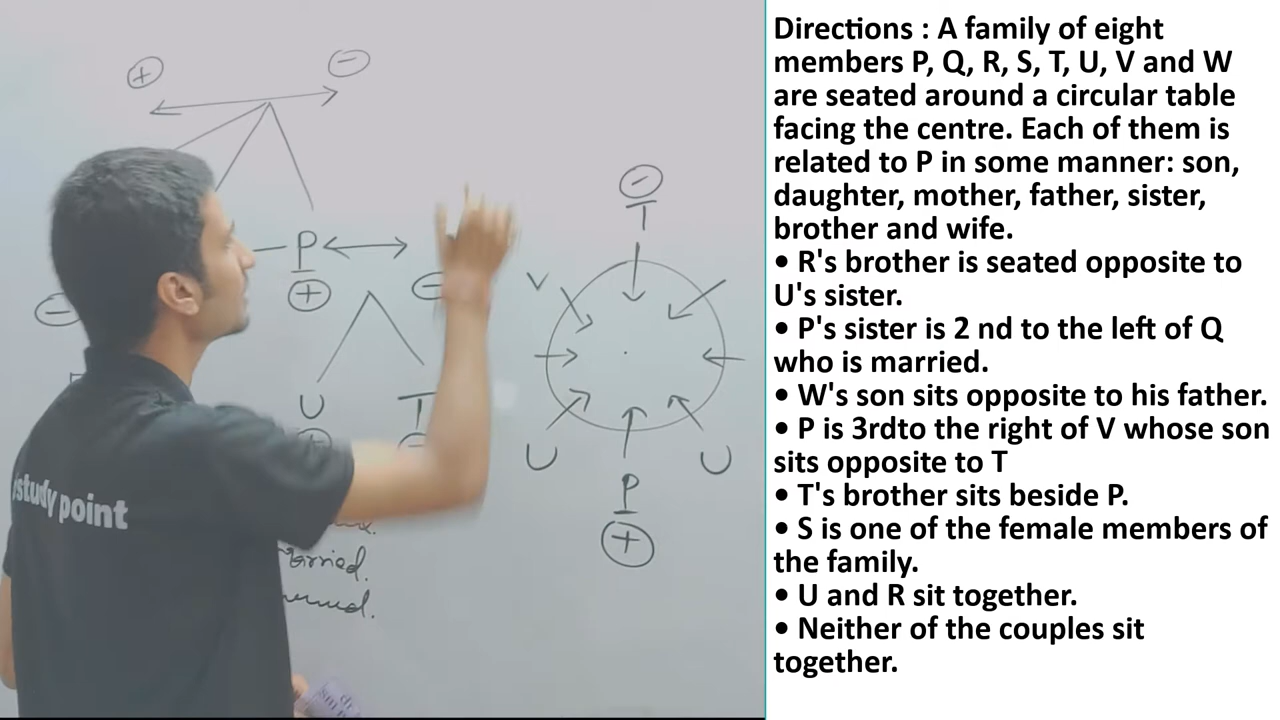 Directions : A family of eight
members P, Q, R, S, T, U, V and W
are seated around a circular table
facing the centre. Each of them is
related to P in some manner: son,
daughter, mother, father, sister,
brother and wife.
• R's brother is seated opposite to
U's sister.
• P's sister is 2 nd to the left of Q
who is married.
• W's son sits opposite to his father.
• P is 3rdto the right of V whose son
sits opposite to T
• T's brother sits beside P.
• S is one of the female members of
the family.
• U and R sit together.
• Neither of the couples sit
together.
+ −
− P
+ −
U T
+
− T
V
U U
P
+
study point